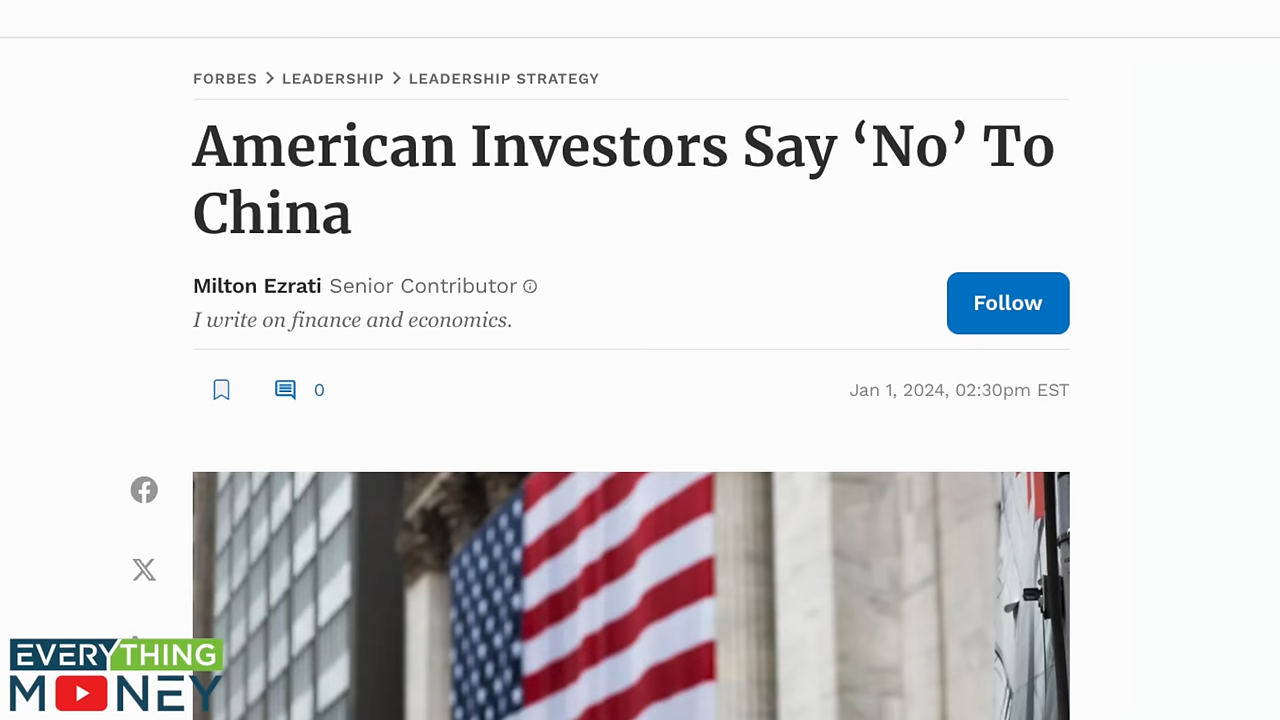 FORBES > LEADERSHIP > LEADERSHIP STRATEGY
American Investors Say ‘No’ To
China
Milton Ezrati Senior Contributor
I write on finance and economics.
Follow
0
Jan 1, 2024, 02:30pm EST
EVERYTHING
MONEY